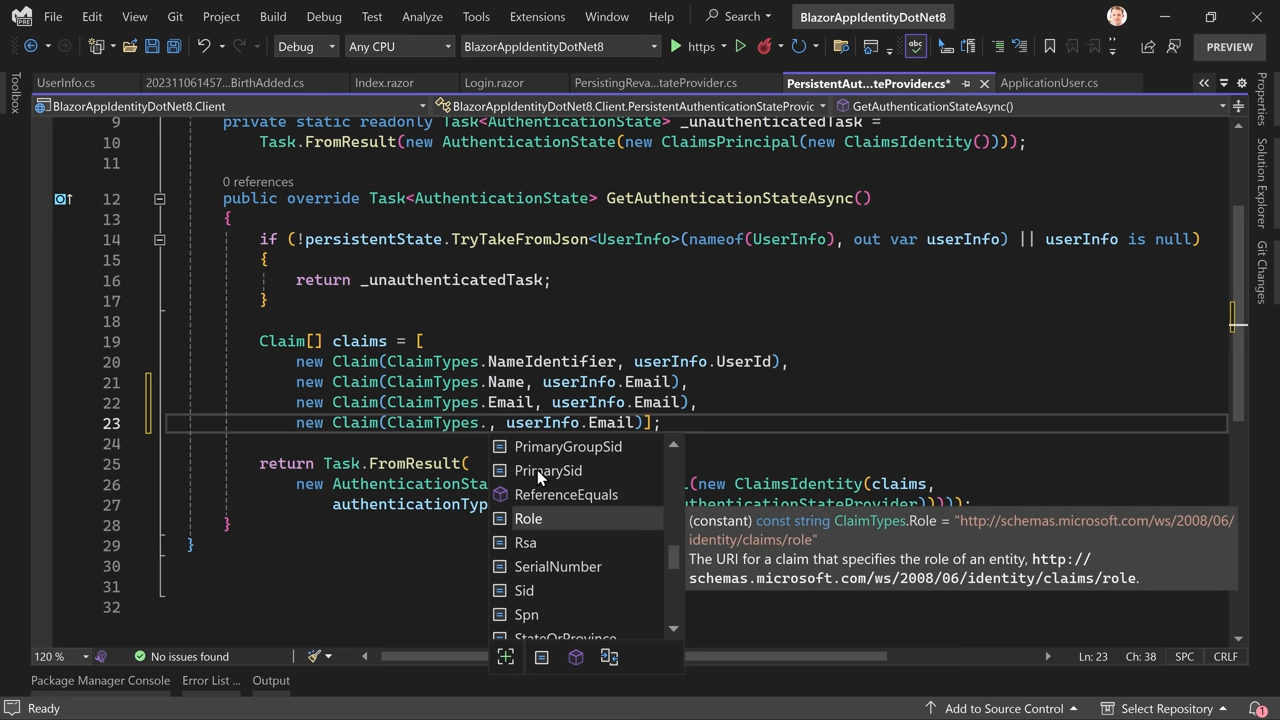 File Edit View Git Project Build Debug Test Analyze Tools Extensions Window Help Search BlazorAppIdentityDotNet8
Debug Any CPU BlazorAppIdentityDotNet8 https abc PREVIEW
UserInfo.cs 202311061457...BirthAdded.cs Index.razor Login.razor PersistingReva...teProvider.cs PersistentAut...teProvider.cs* ApplicationUser.cs
BlazorAppIdentityDotNet8.Client BlazorAppIdentityDotNet8.Client.PersistentAuthenticationStateProvic GetAuthenticationStateAsync()
Toolbox
Properties
Solution Explorer
Git Changes
9 private static readonly Task<AuthenticationState> _unauthenticatedTask =
10 Task.FromResult(new AuthenticationState(new ClaimsPrincipal(new ClaimsIdentity())));
11
0 references
12 public override Task<AuthenticationState> GetAuthenticationStateAsync()
13 {
14 if (!persistentState.TryTakeFromJson<UserInfo>(nameof(UserInfo), out var userInfo) || userInfo is null)
15 {
16 return _unauthenticatedTask;
17 }
18
19 Claim[] claims = [
20 new Claim(ClaimTypes.NameIdentifier, userInfo.UserId),
21 new Claim(ClaimTypes.Name, userInfo.Email),
22 new Claim(ClaimTypes.Email, userInfo.Email),
23 new Claim(ClaimTypes., userInfo.Email)];
24
25 return Task.FromResult(
26 new AuthenticationSta l(new ClaimsIdentity(claims,
27 authenticationTyp thenticationStateProvider)))));
28 }
29 }
30
31
32
PrimaryGroupSid
PrimarySid
ReferenceEquals
Role
Rsa
SerialNumber
Sid
Spn
StateOrProvince
(constant) const string ClaimTypes.Role = "http://schemas.microsoft.com/ws/2008/06/
identity/claims/role"
The URI for a claim that specifies the role of an entity, http://
schemas.microsoft.com/ws/2008/06/identity/claims/role.
120 % No issues found Ln: 23 Ch: 38 SPC CRLF
Package Manager Console Error List ... Output
Ready Add to Source Control Select Repository 1